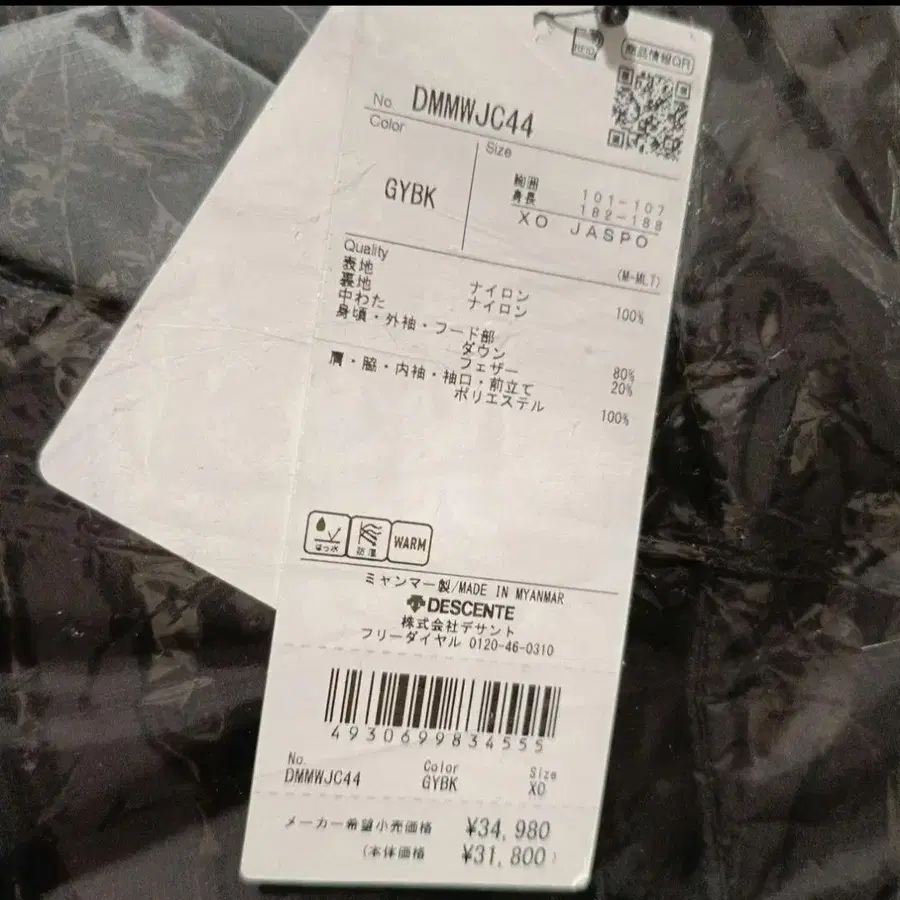 RFID
商品情報QR
No. DMMWJC44
Color
Size
GYBK
胸囲 101-107
身長 182-188
XO JASPO
(M-MLT)
Quality
表地 ナイロン 100%
裏地 ナイロン 100%
中わた
身頃・外袖・フード部
ダウン 80%
フェザー 20%
肩・脇・内袖・袖口・前立て
ポリエステル 100%
はっ水
防風
WARM
ミャンマー製/MADE IN MYANMAR
DESCENTE
株式会社デサント
フリーダイヤル 0120-46-0310
4930699834555
No. Color Size
DMMWJC44 GYBK XO
メーカー希望小売価格 ¥34,980
(本体価格 ¥31,800)